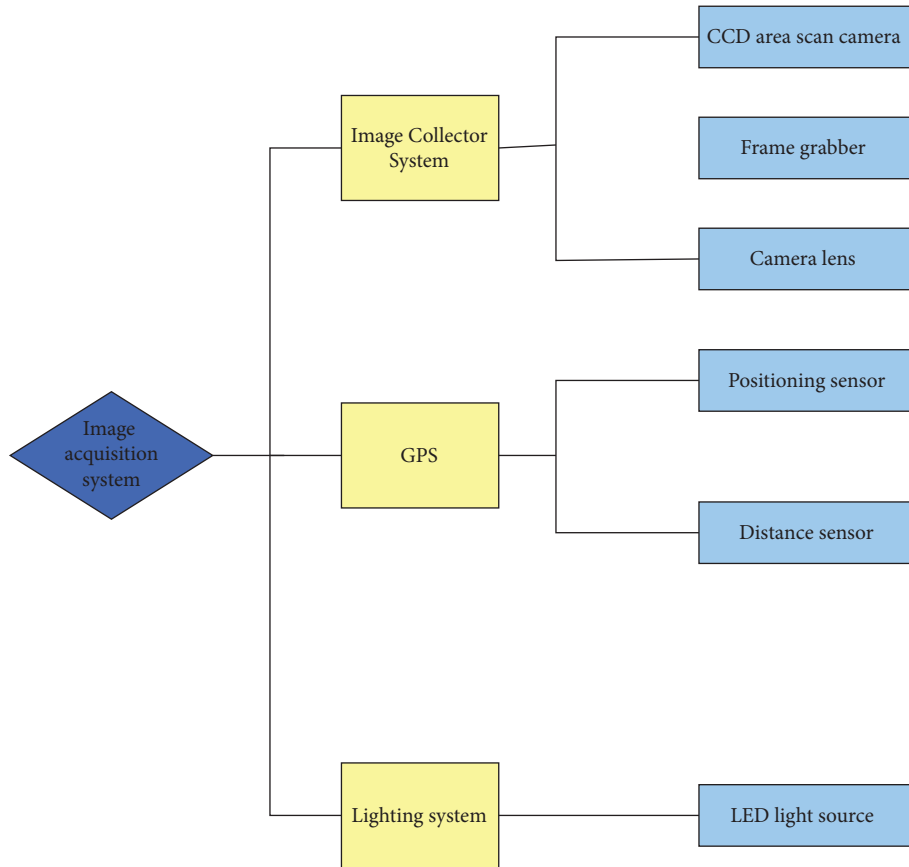 Image
acquisition
system
Image Collector
System
GPS
Lighting system
CCD area scan camera
Frame grabber
Camera lens
Positioning sensor
Distance sensor
LED light source